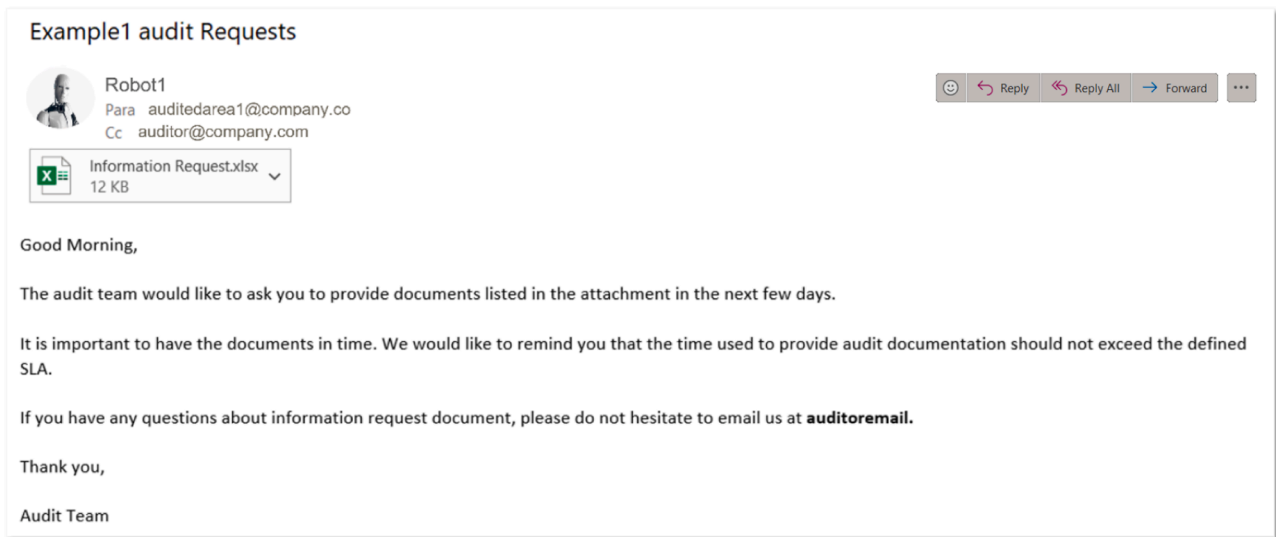 Example1 audit Requests
Robot1
Para auditedarea1@company.co
Cc auditor@company.com
Reply
Reply All
Forward
Information Request.xlsx
12 KB
Good Morning,
The audit team would like to ask you to provide documents listed in the attachment in the next few days.
It is important to have the documents in time. We would like to remind you that the time used to provide audit documentation should not exceed the defined
SLA.
If you have any questions about information request document, please do not hesitate to email us at auditoremail.
Thank you,
Audit Team